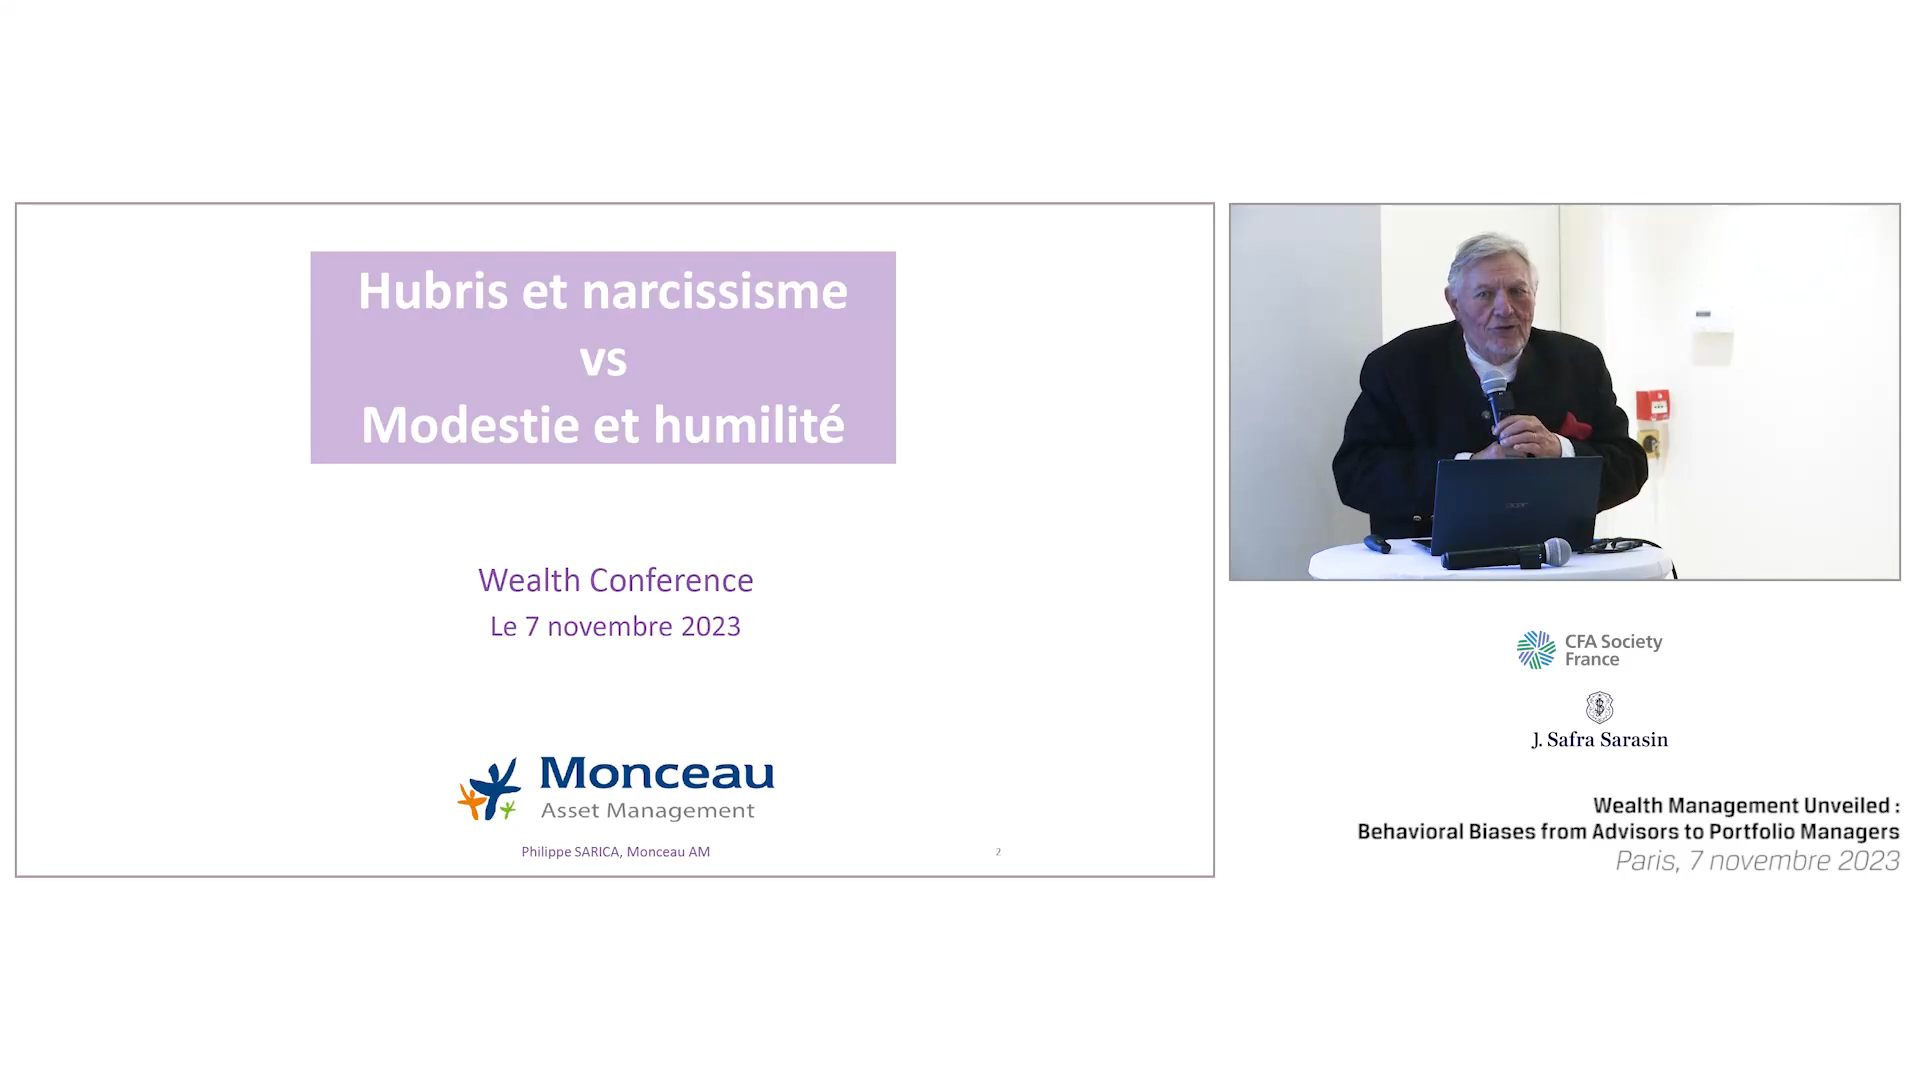 Hubris et narcissisme
vs
Modestie et humilité
Wealth Conference
Le 7 novembre 2023
Monceau
Asset Management
Philippe SARICA, Monceau AM
2
acer
CFA Society
France
J. Safra Sarasin
Wealth Management Unveiled :
Behavioral Biases from Advisors to Portfolio Managers
Paris, 7 novembre 2023